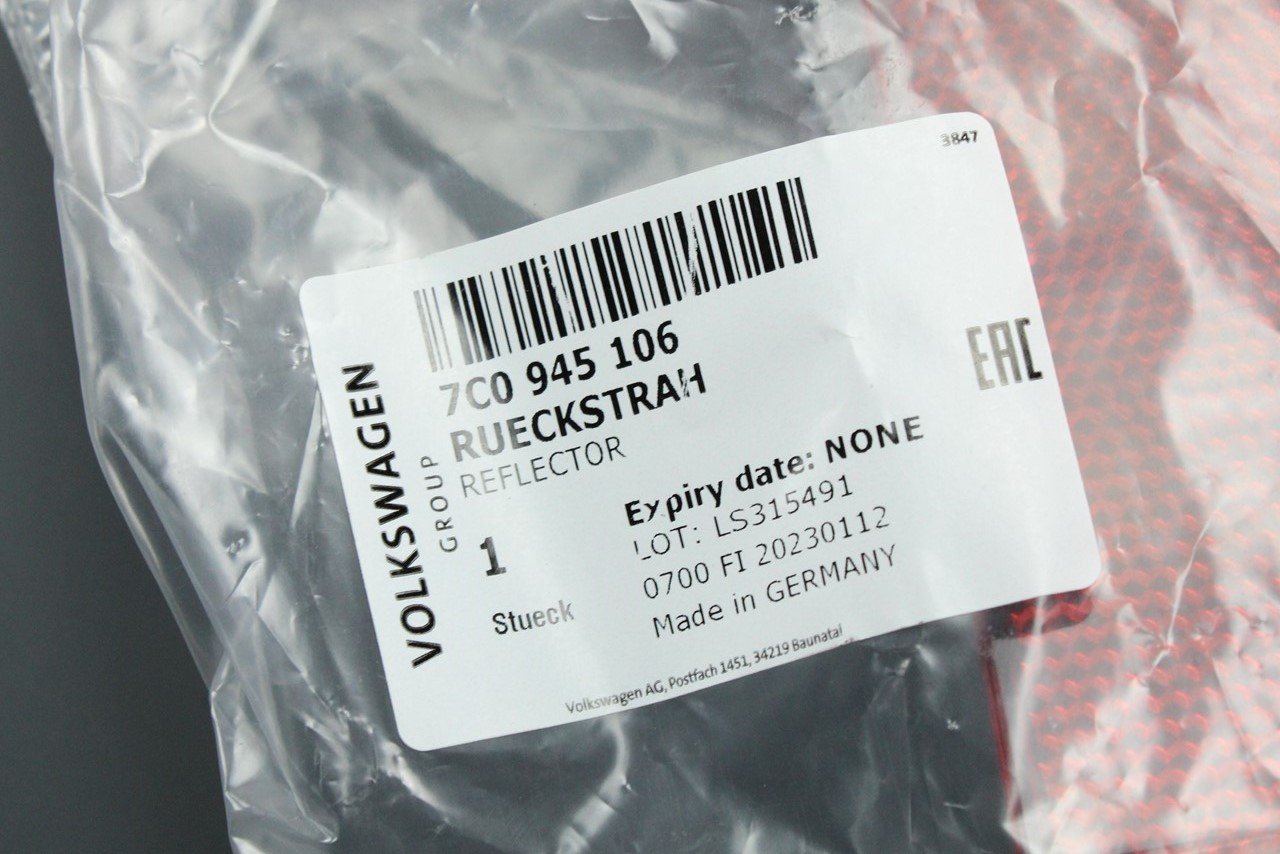 3847
7C0 945 106
RUECKSTRAH
REFLECTOR
EAC
VOLKSWAGEN
GROUP
1
Stueck
Expiry date: NONE
LOT: LS315491
0700 FI 20230112
Made in GERMANY
Volkswagen AG, Postfach 1451, 34219 Baunatal